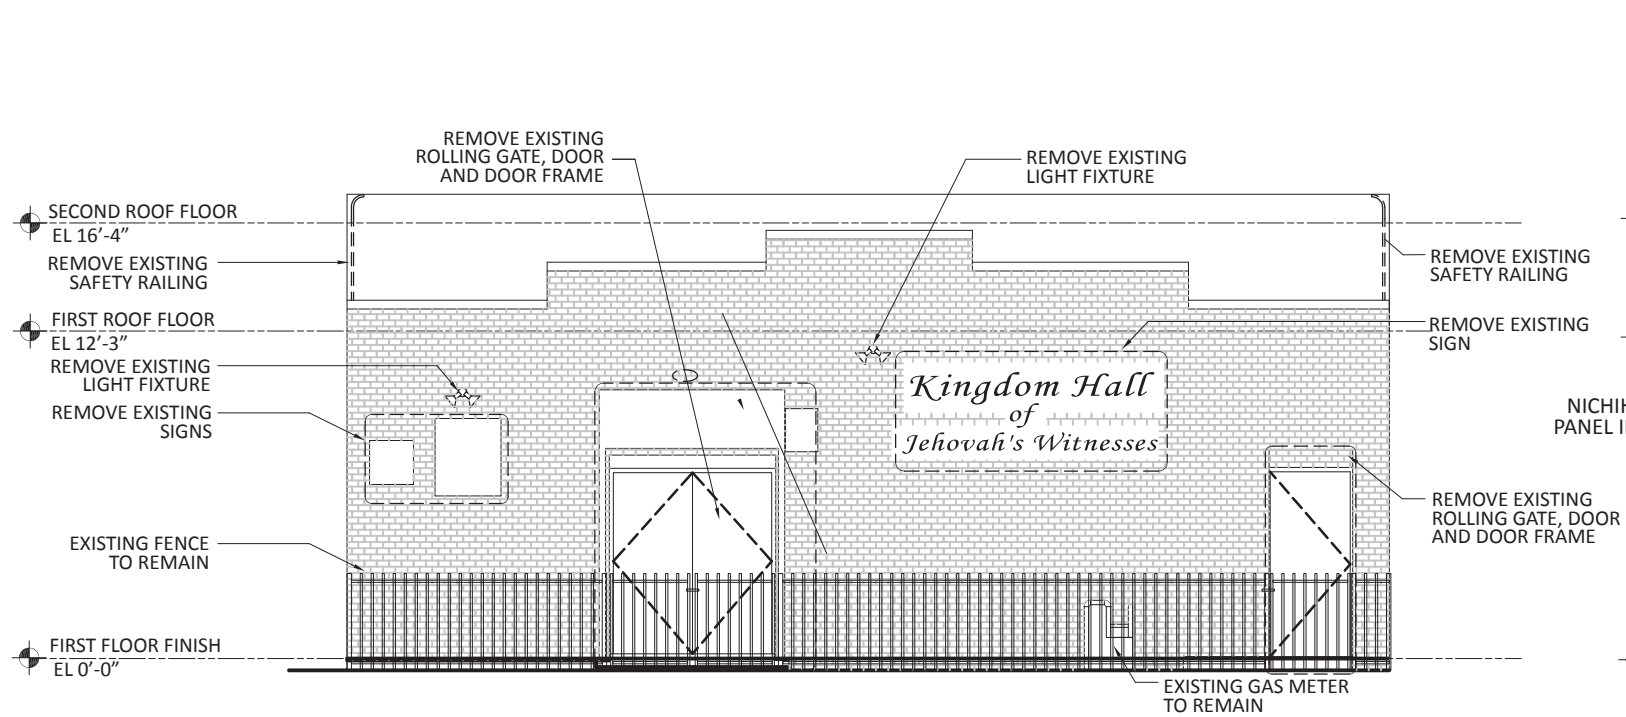 REMOVE EXISTING
ROLLING GATE, DOOR
AND DOOR FRAME
REMOVE EXISTING
LIGHT FIXTURE
SECOND ROOF FLOOR
EL 16'-4”
REMOVE EXISTING
SAFETY RAILING
REMOVE EXISTING
SAFETY RAILING
FIRST ROOF FLOOR
EL 12'-3”
REMOVE EXISTING
SIGN
REMOVE EXISTING
LIGHT FIXTURE
REMOVE EXISTING
SIGNS
Kingdom Hall
of
Jehovah's Witnesses
PANEL
REMOVE EXISTING
ROLLING GATE, DOOR
AND DOOR FRAME
EXISTING FENCE
TO REMAIN
FIRST FLOOR FINISH
EL 0'-0”
EXISTING GAS METER
TO REMAIN